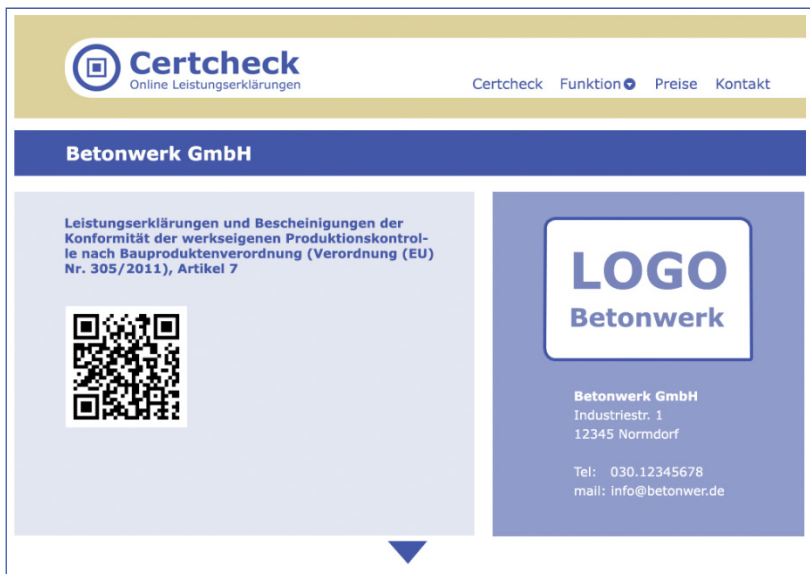 Certcheck
Online Leistungserklärungen
Certcheck Funktion Preise Kontakt
Betonwerk GmbH
Leistungserklärungen und Bescheinigungen der
Konformität der werkseigenen Produktionskontrol-
le nach Bauproduktenverordnung (Verordnung (EU)
Nr. 305/2011), Artikel 7
LOGO
Betonwerk
Betonwerk GmbH
Industriestr. 1
12345 Normdorf
Tel: 030.12345678
mail: info@betonwer.de